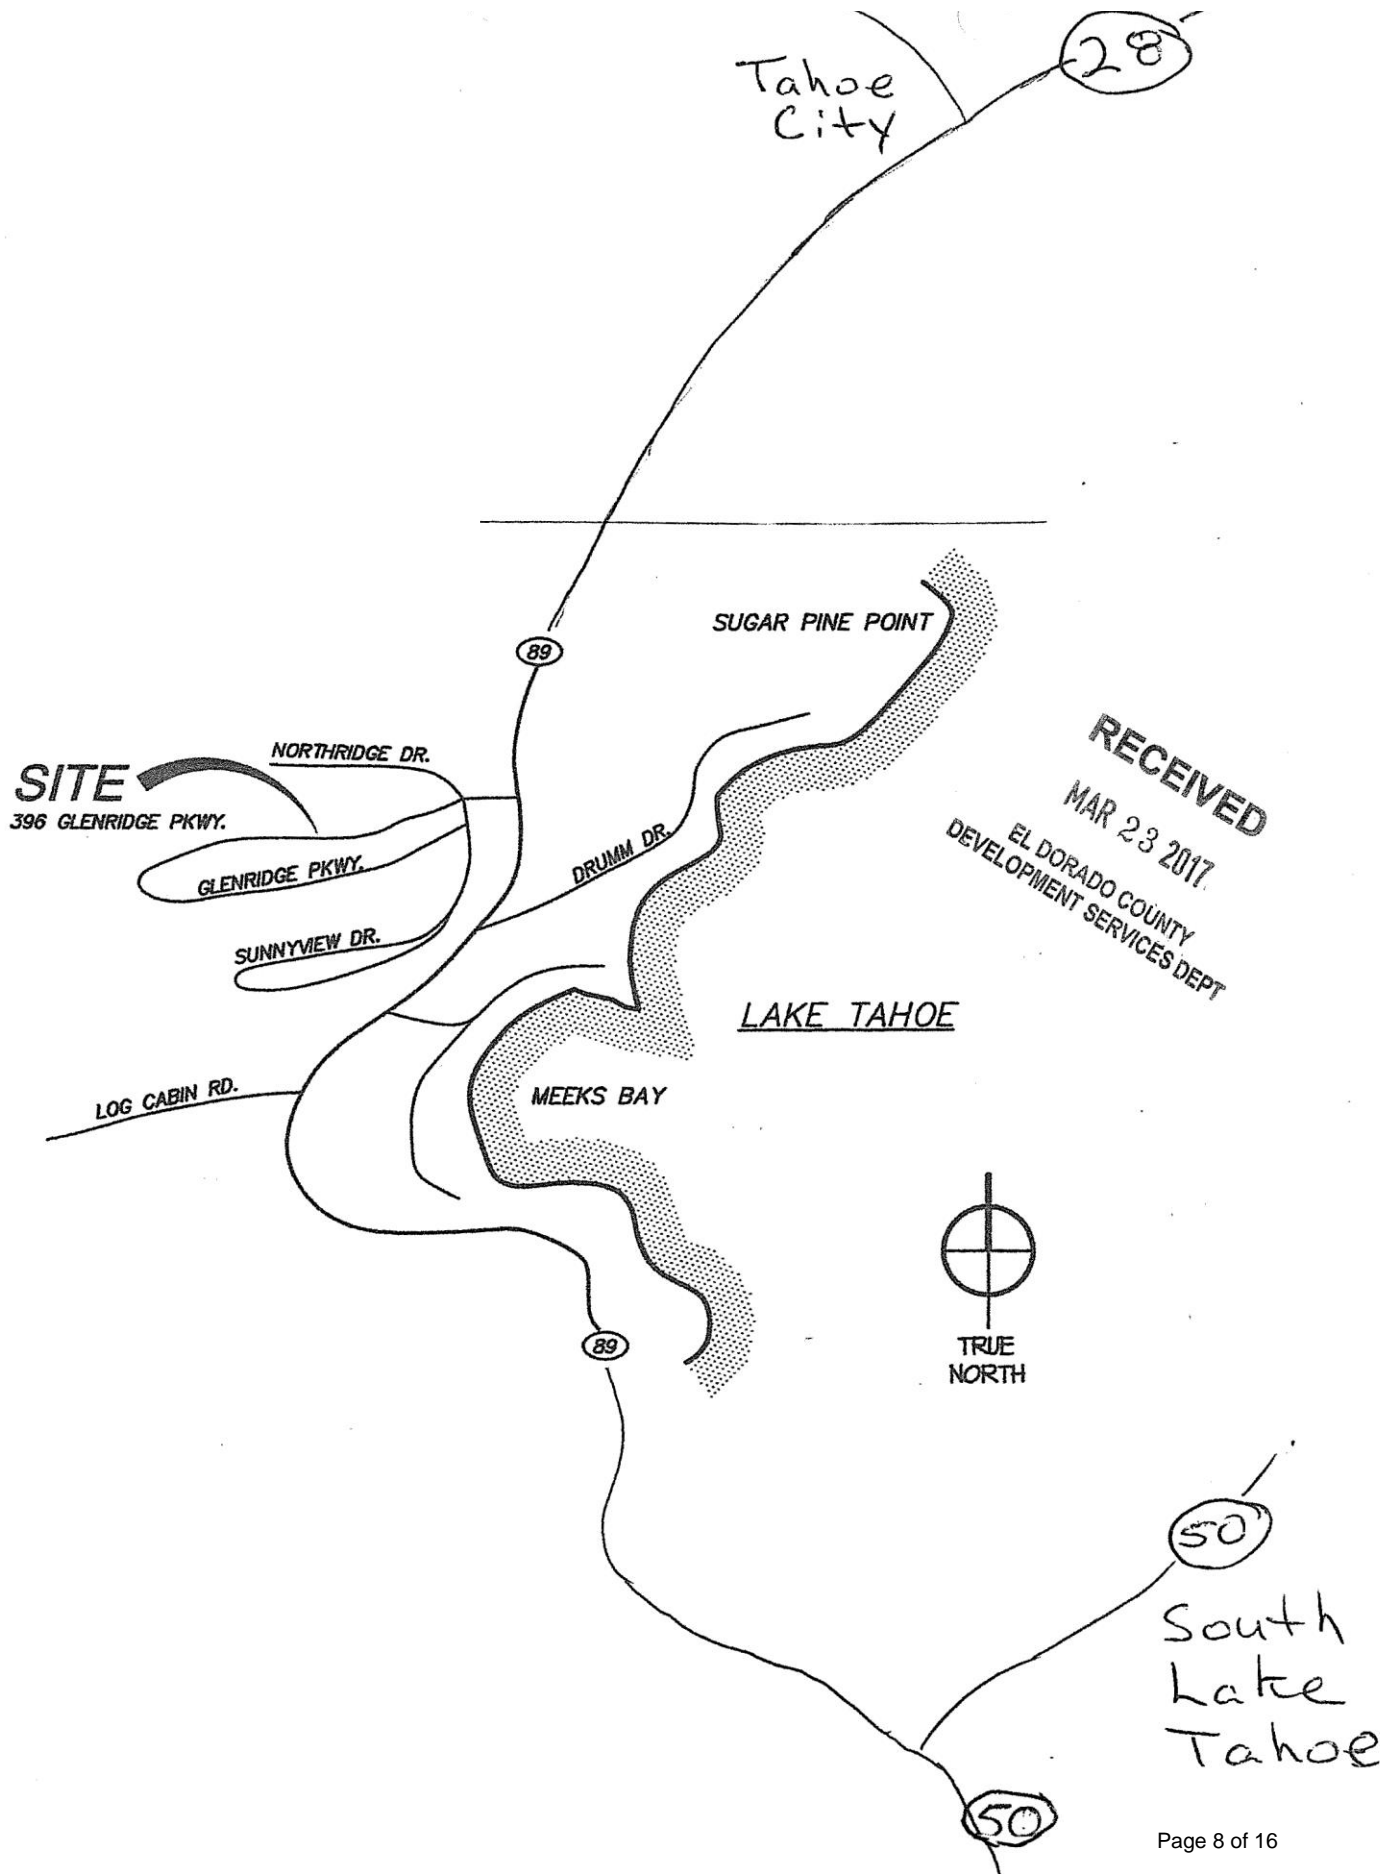 28
Tahoe
City
SUGAR PINE POINT
89
NORTHRIDGE DR.
SITE
396 GLENRIDGE PKWY.
GLENRIDGE PKWY.
DRUMM DR.
SUNNYVIEW DR.
RECEIVED
MAR 23 2017
EL DORADO COUNTY
DEVELOPMENT SERVICES DEPT
LAKE TAHOE
LOG CABIN RD.
MEEKS BAY
89
TRUE
NORTH
50
South
Lake
Tahoe
50
Page 8 of 16